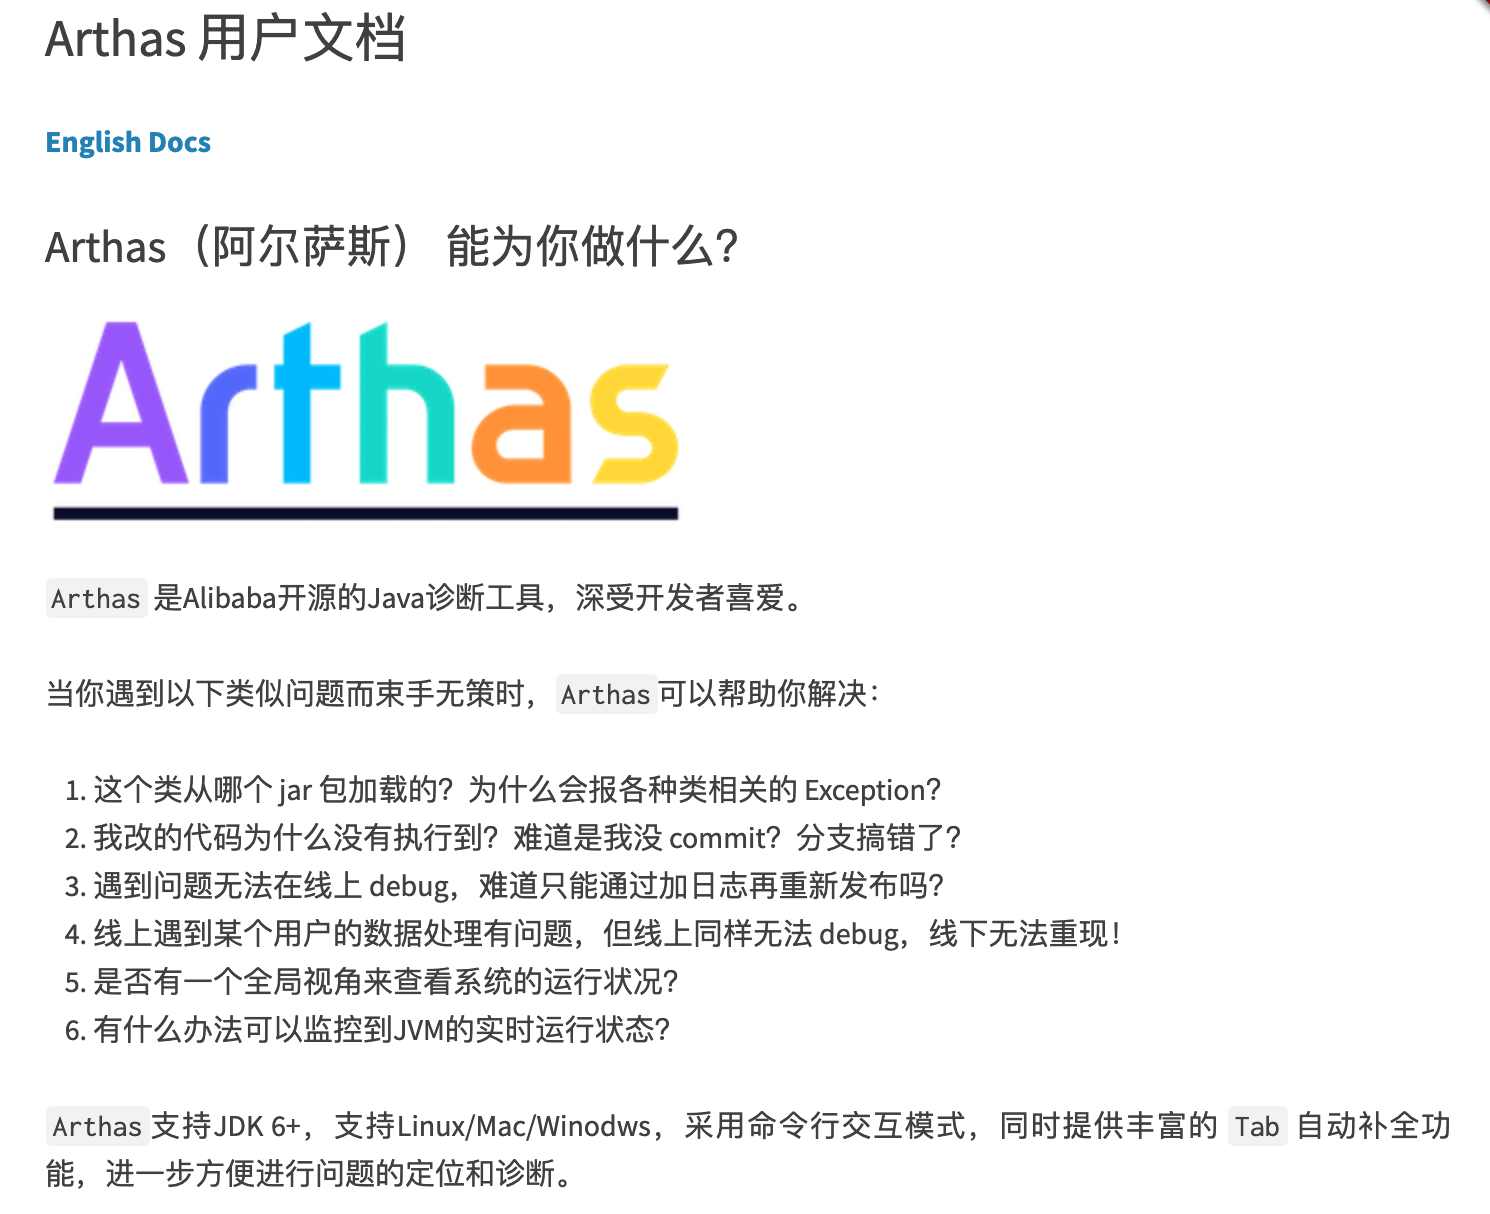 Arthas 用户文档
English Docs
Arthas（阿尔萨斯） 能为你做什么？
Arthas
Arthas 是Alibaba开源的Java诊断工具，深受开发者喜爱。
当你遇到以下类似问题而束手无策时，Arthas可以帮助你解决：
1. 这个类从哪个 jar 包加载的？为什么会报各种类相关的 Exception？
2. 我改的代码为什么没有执行到？难道是我没 commit？分支搞错了？
3. 遇到问题无法在线上 debug，难道只能通过加日志再重新发布吗？
4. 线上遇到某个用户的数据处理有问题，但线上同样无法 debug，线下无法重现！
5. 是否有一个全局视角来查看系统的运行状况？
6. 有什么办法可以监控到JVM的实时运行状态？
Arthas支持JDK 6+，支持Linux/Mac/Winodws，采用命令行交互模式，同时提供丰富的 Tab 自动补全功
能，进一步方便进行问题的定位和诊断。